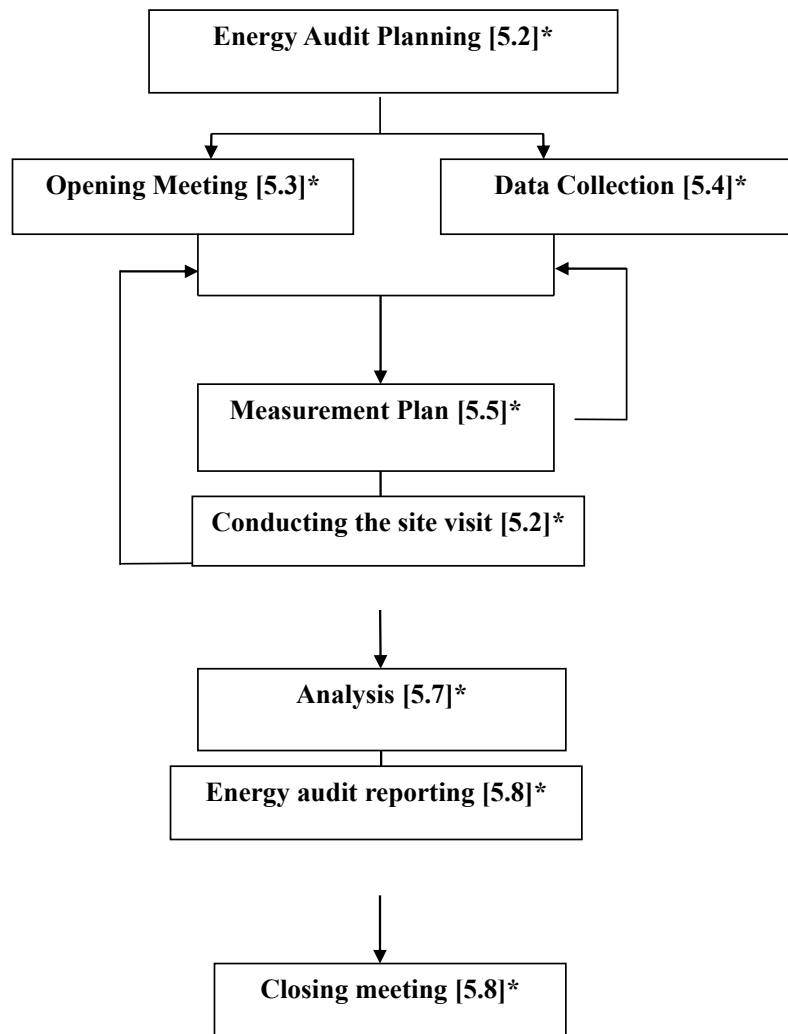 Energy Audit Planning [5.2]*
Opening Meeting [5.3]*
Data Collection [5.4]*
Measurement Plan [5.5]*
Conducting the site visit [5.2]*
Analysis [5.7]*
Energy audit reporting [5.8]*
Closing meeting [5.8]*